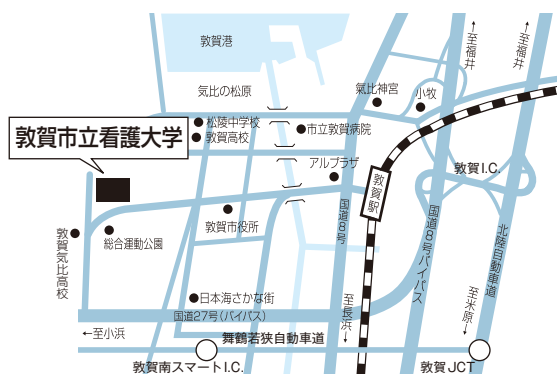 敦賀港
至福井
至福井
気比の松原
氣比神宮
小牧
松陵中学校
敦賀高校
市立敦賀病院
敦賀市立看護大学
アルプラザ
敦賀I.C.
敦賀駅
敦賀気比高校
総合運動公園
敦賀市役所
国道8号
国道8号バイパス
北陸自動車道
日本海さかな街
国道27号(バイパス)
至長浜
至米原
←至小浜
舞鶴若狭自動車道
敦賀南スマートI.C.
敦賀JCT